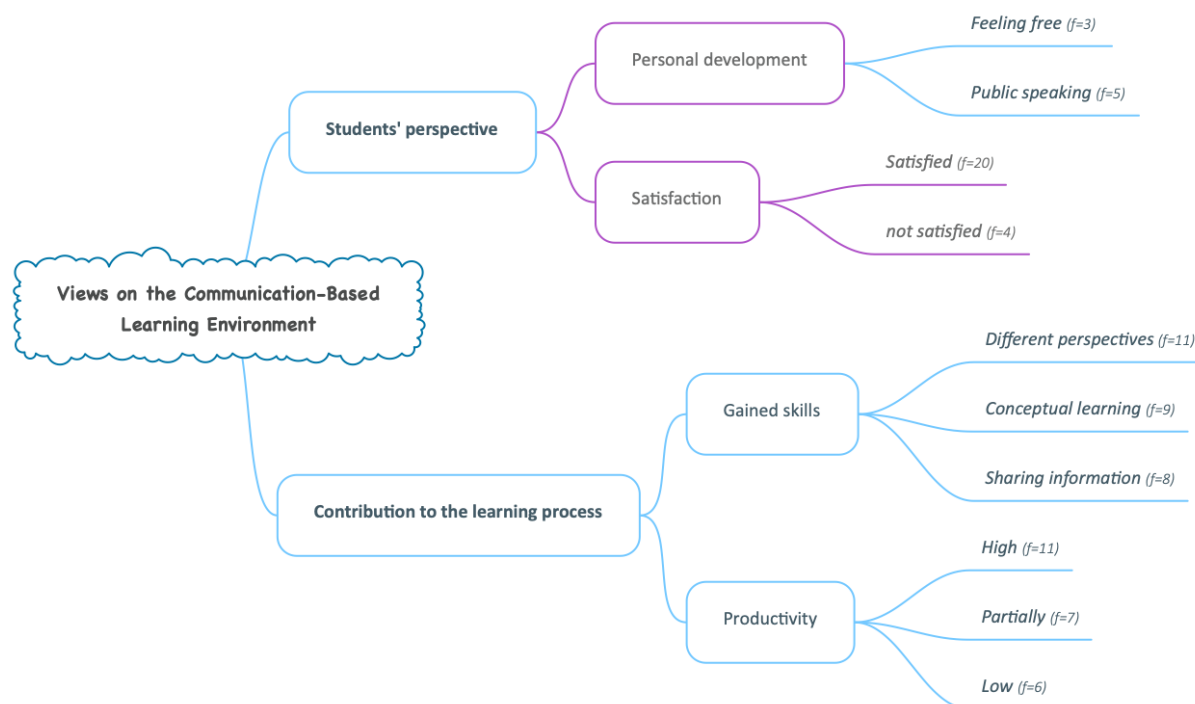 Feeling free (f=3)
Personal development
Public speaking (f=5)
Students' perspective
Satisfied (f=20)
Satisfaction
not satisfied (f=4)
Views on the Communication-Based
Learning Environment
Different perspectives (f=11)
Gained skills
Conceptual learning (f=9)
Sharing information (f=8)
Contribution to the learning process
High (f=11)
Productivity
Partially (f=7)
Low (f=6)